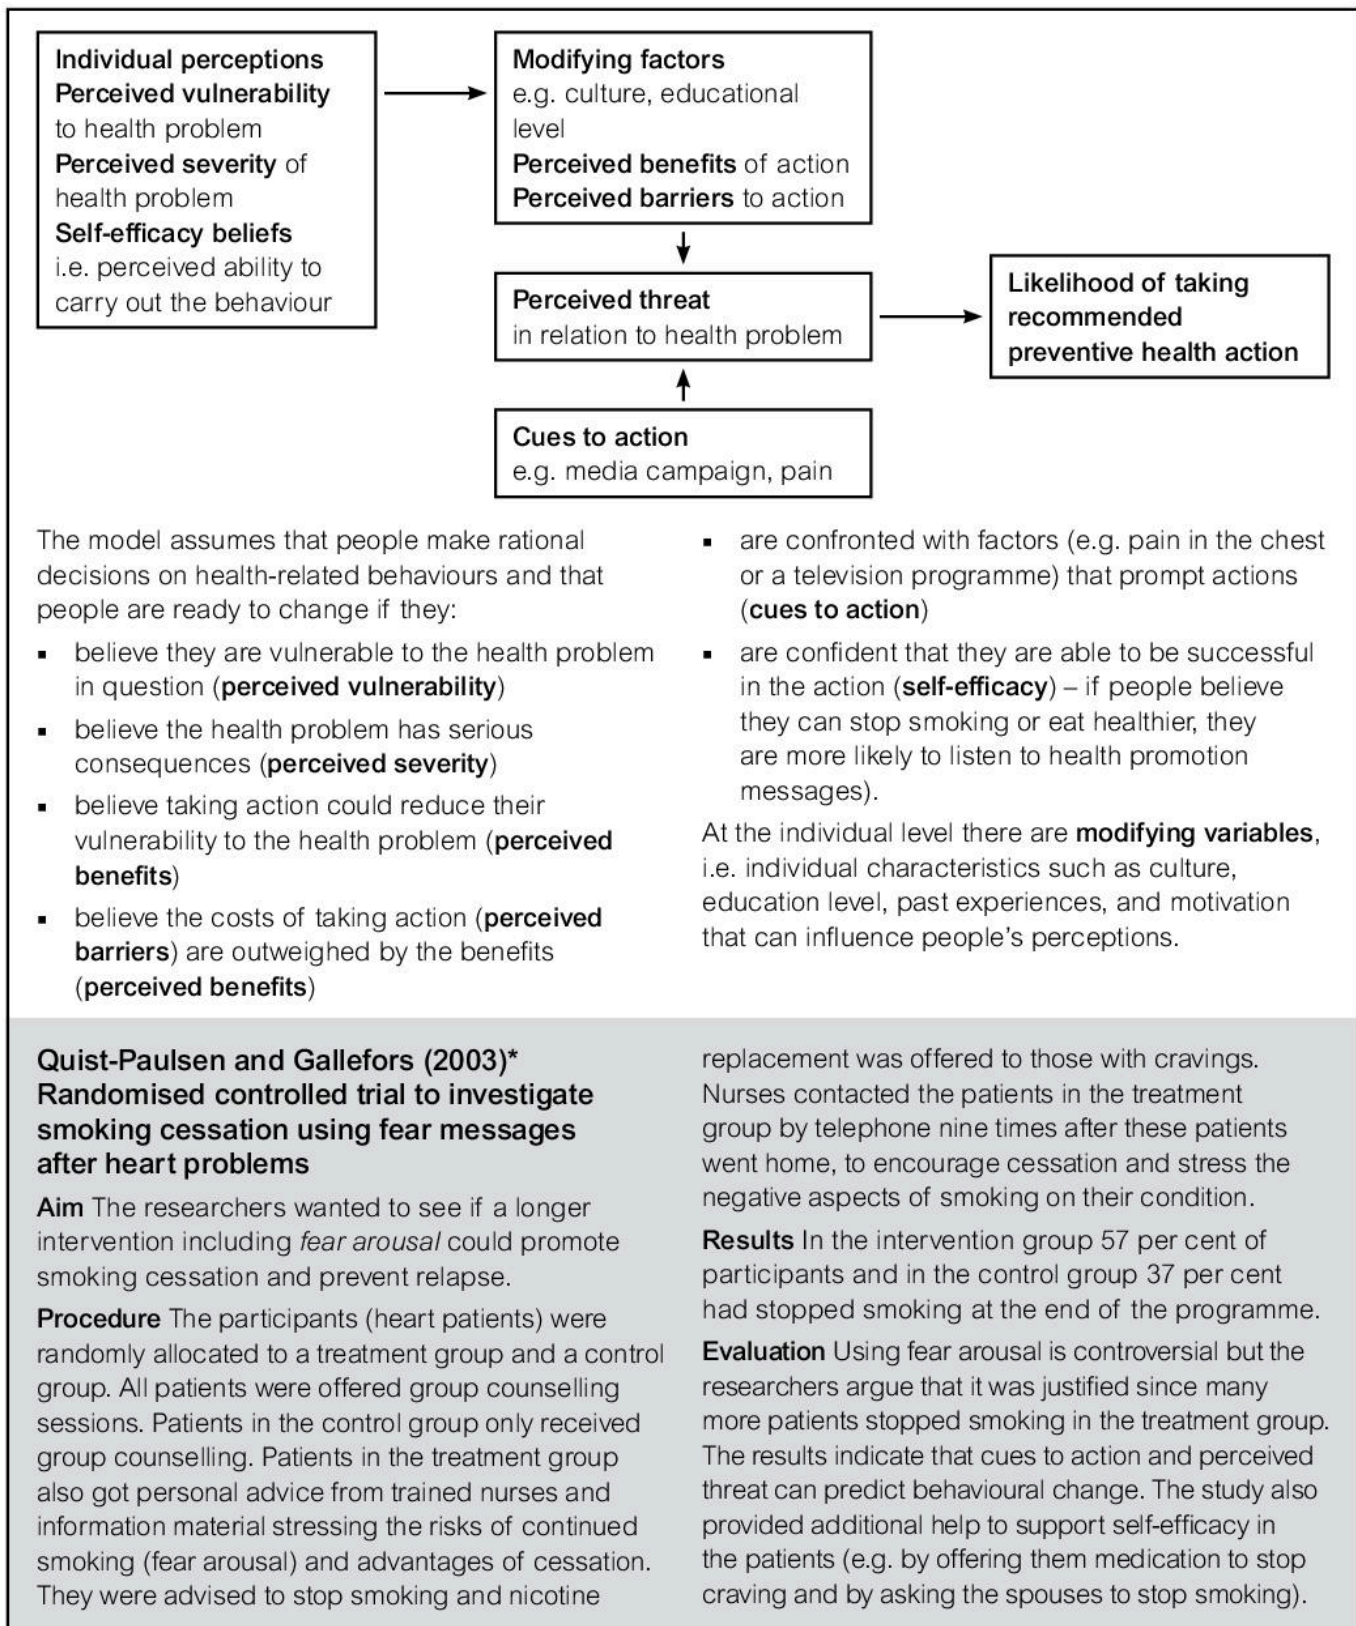 Individual perceptions
Perceived vulnerability
to health problem
Perceived severity of
health problem
Self-efficacy beliefs
i.e. perceived ability to
carry out the behaviour
Modifying factors
e.g. culture, educational
level
Perceived benefits of action
Perceived barriers to action
Perceived threat
in relation to health problem
Likelihood of taking
recommended
preventive health action
Cues to action
e.g. media campaign, pain
The model assumes that people make rational
decisions on health-related behaviours and that
people are ready to change if they:
▪ believe they are vulnerable to the health problem
in question (perceived vulnerability)
▪ believe the health problem has serious
consequences (perceived severity)
▪ believe taking action could reduce their
vulnerability to the health problem (perceived
benefits)
▪ believe the costs of taking action (perceived
barriers) are outweighed by the benefits
(perceived benefits)
▪ are confronted with factors (e.g. pain in the chest
or a television programme) that prompt actions
(cues to action)
▪ are confident that they are able to be successful
in the action (self-efficacy) – if people believe
they can stop smoking or eat healthier, they
are more likely to listen to health promotion
messages).
At the individual level there are modifying variables,
i.e. individual characteristics such as culture,
education level, past experiences, and motivation
that can influence people's perceptions.
Quist-Paulsen and Gallefors (2003)*
Randomised controlled trial to investigate
smoking cessation using fear messages
after heart problems
Aim The researchers wanted to see if a longer
intervention including fear arousal could promote
smoking cessation and prevent relapse.
Procedure The participants (heart patients) were
randomly allocated to a treatment group and a control
group. All patients were offered group counselling
sessions. Patients in the control group only received
group counselling. Patients in the treatment group
also got personal advice from trained nurses and
information material stressing the risks of continued
smoking (fear arousal) and advantages of cessation.
They were advised to stop smoking and nicotine
replacement was offered to those with cravings.
Nurses contacted the patients in the treatment
group by telephone nine times after these patients
went home, to encourage cessation and stress the
negative aspects of smoking on their condition.
Results In the intervention group 57 per cent of
participants and in the control group 37 per cent
had stopped smoking at the end of the programme.
Evaluation Using fear arousal is controversial but the
researchers argue that it was justified since many
more patients stopped smoking in the treatment group.
The results indicate that cues to action and perceived
threat can predict behavioural change. The study also
provided additional help to support self-efficacy in
the patients (e.g. by offering them medication to stop
craving and by asking the spouses to stop smoking).